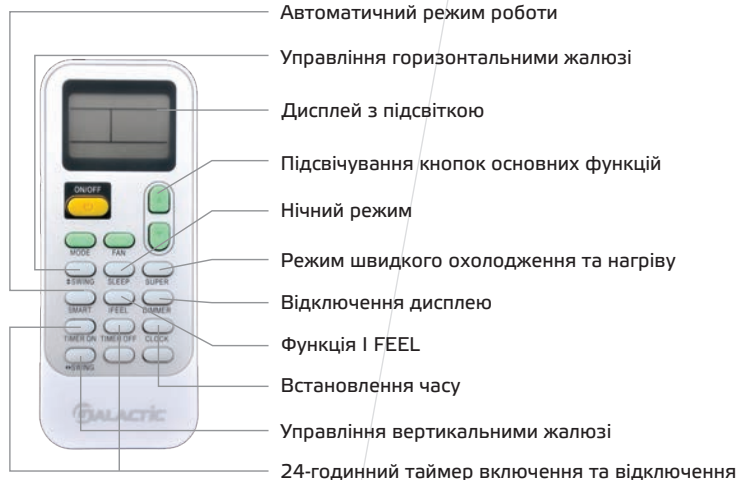 Автоматичний режим роботи
Управління горизонтальними жалюзі
Дисплей з підсвіткою
Підсвічування кнопок основних функцій
Нічний режим
Режим швидкого охолодження та нагріву
Відключення дисплею
Функція I FEEL
Встановлення часу
Управління вертикальними жалюзі
24-годинний таймер включення та відключення
ON/OFF
MODE FAN
SWING SLEEP SUPER
SMART IFEEL DIMMER
TIMER ON TIMER OFF CLOCK
SWING
GALACTIC